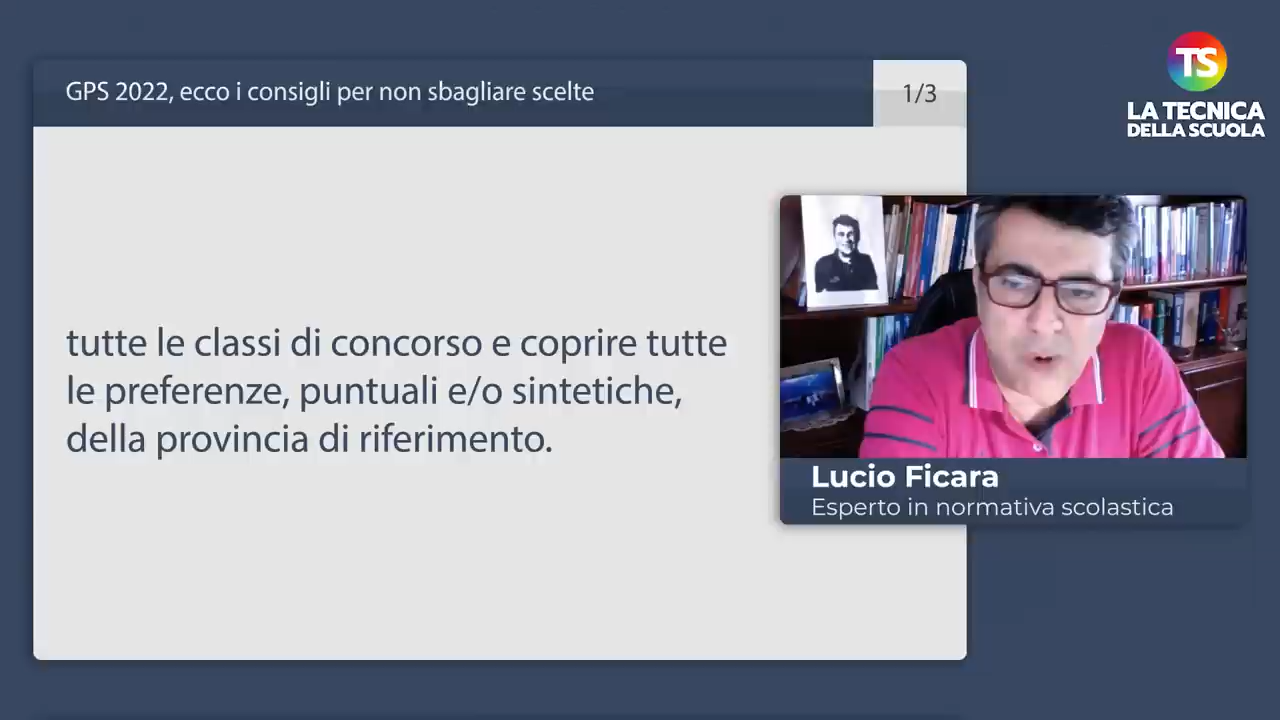 GPS 2022, ecco i consigli per non sbagliare scelte
1/3
TS
LA TECNICA
DELLA SCUOLA
tutte le classi di concorso e coprire tutte
le preferenze, puntuali e/o sintetiche,
della provincia di riferimento.
Lucio Ficara
Esperto in normativa scolastica